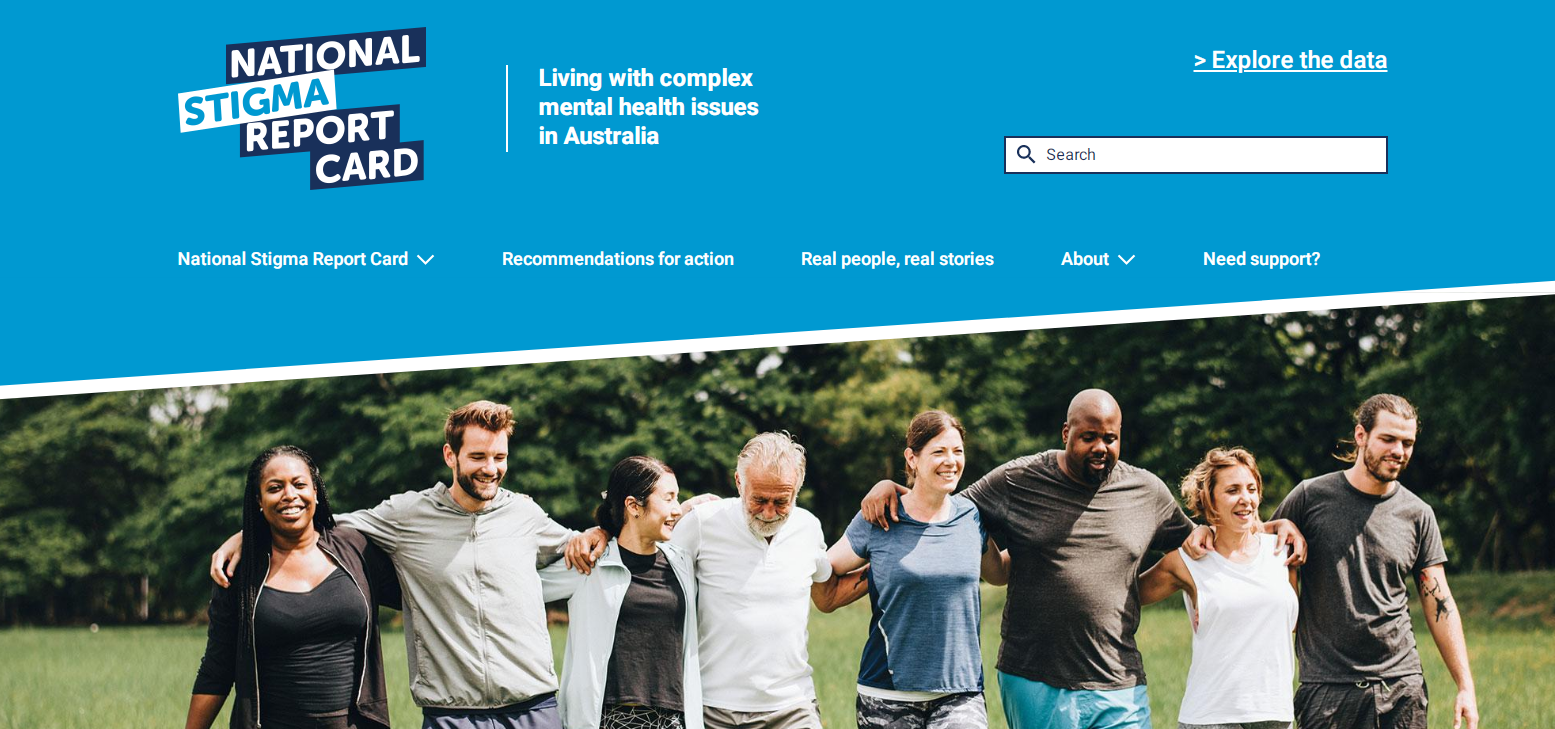 NATIONAL
STIGMA
REPORT
CARD
Living with complex
mental health issues
in Australia
> Explore the data
Search
National Stigma Report Card
Recommendations for action
Real people, real stories
About
Need support?